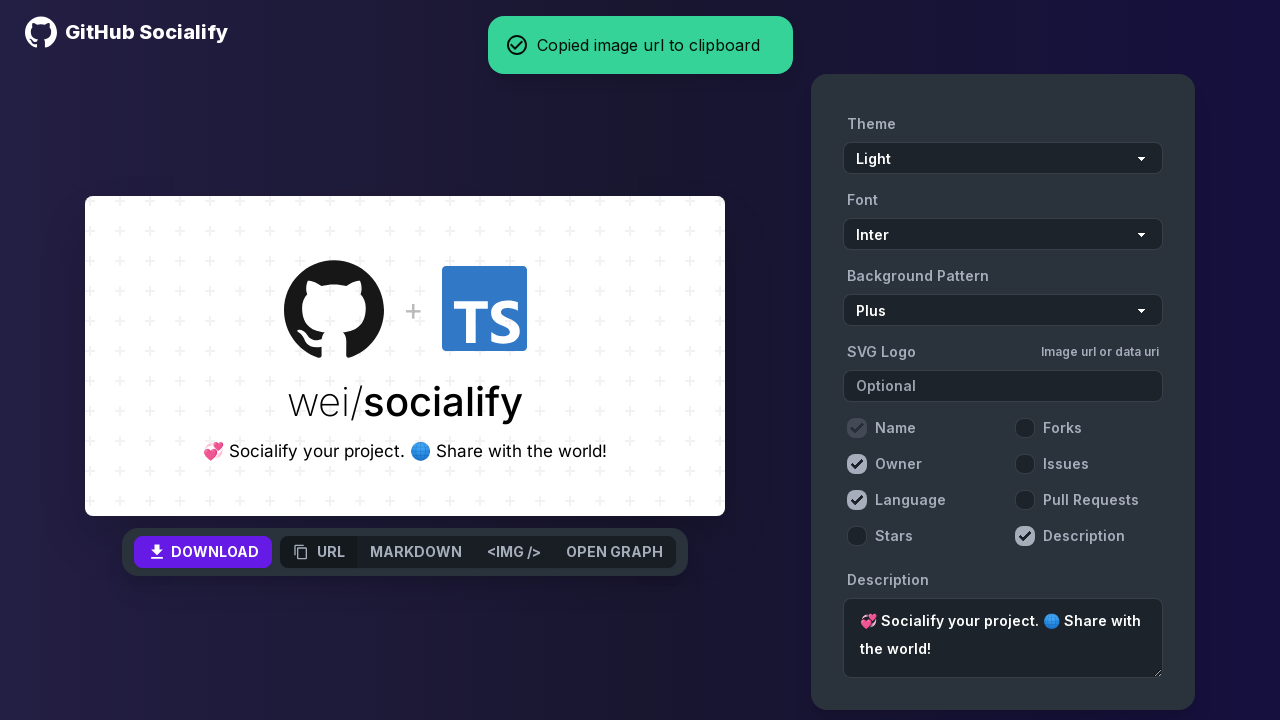 GitHub Socialify
Copied image url to clipboard
Theme
Light
Font
Inter
Background Pattern
Plus
SVG Logo
Image url or data uri
Optional
Name
Forks
Owner
Issues
Language
Pull Requests
Stars
Description
Description
💞 Socialify your project. 🌐 Share with
the world!
+
TS
wei/socialify
💞 Socialify your project. 🌐 Share with the world!
DOWNLOAD
URL
MARKDOWN
<IMG />
OPEN GRAPH